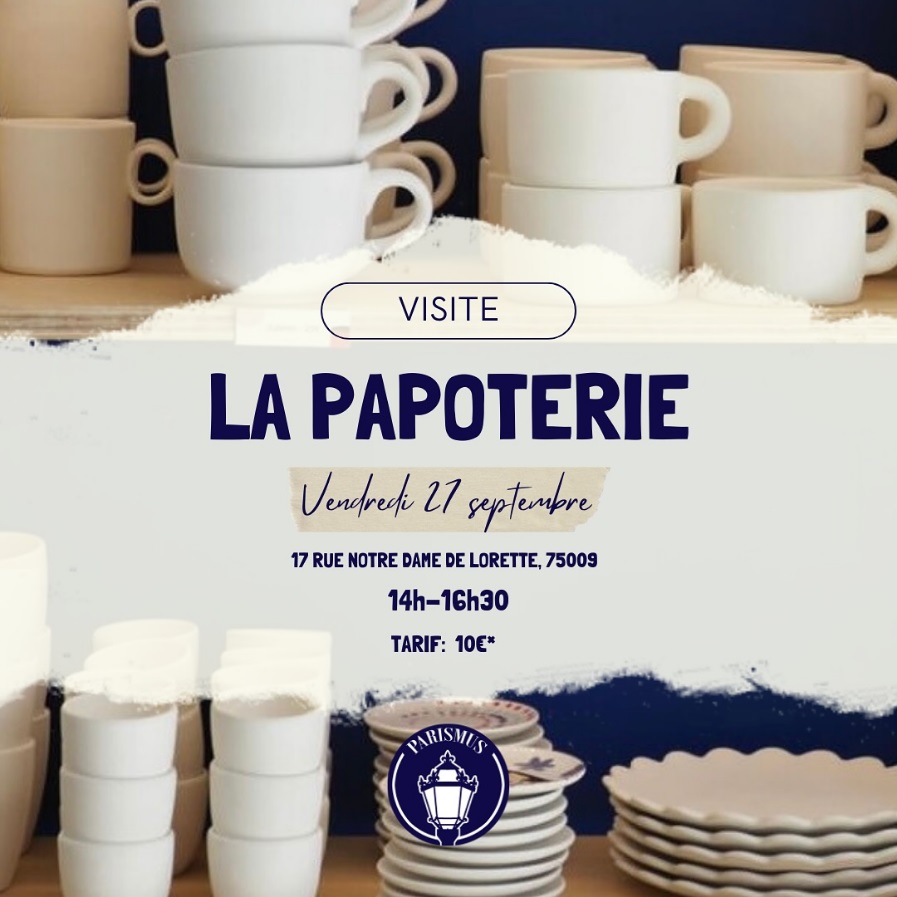 VISITE
LA PAPOTERIE
Vendredi 27 septembre
17 RUE NOTRE DAME DE LORETTE, 75009
14h-16h30
TARIF: 10€*
PARISMUS